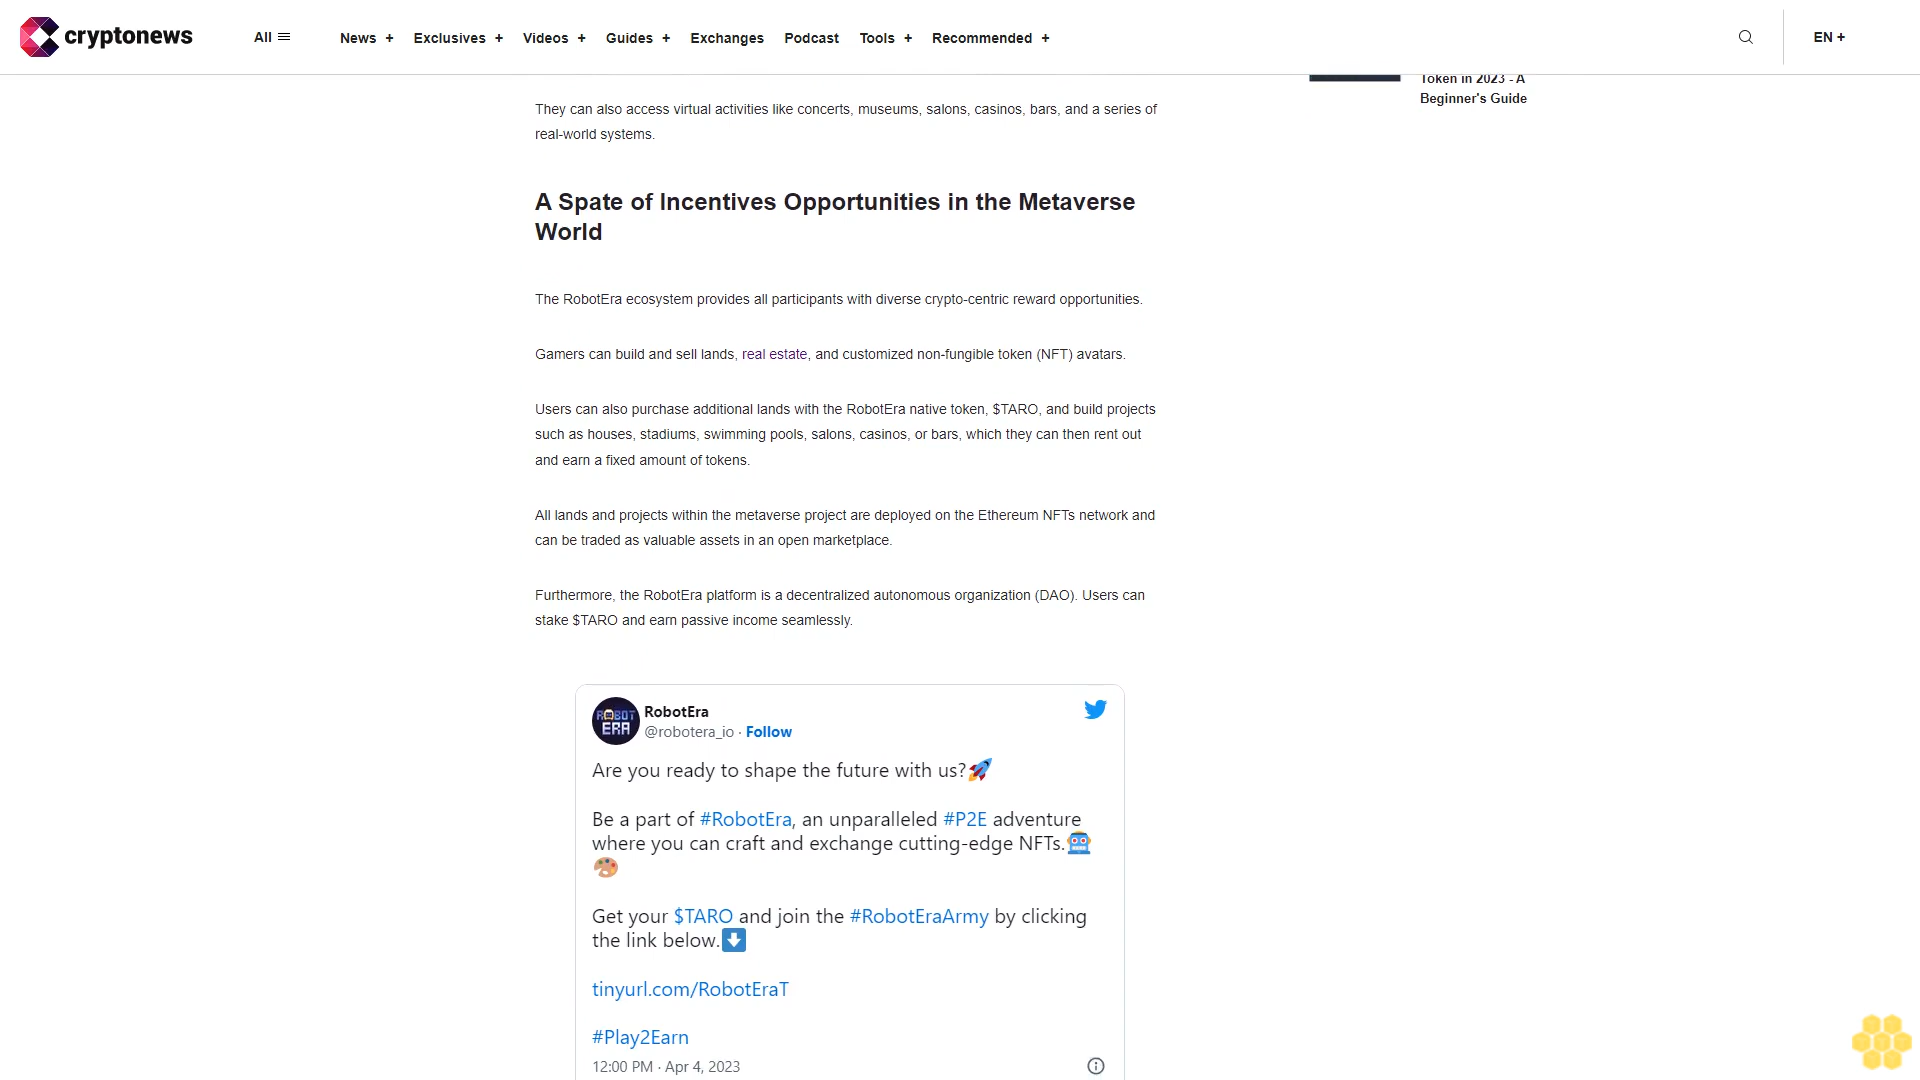 cryptonews
All
News +
Exclusives +
Videos +
Guides +
Exchanges
Podcast
Tools +
Recommended +
EN +
Token in 2023 - A
Beginner's Guide
They can also access virtual activities like concerts, museums, salons, casinos, bars, and a series of
real-world systems.
A Spate of Incentives Opportunities in the Metaverse
World
The RobotEra ecosystem provides all participants with diverse crypto-centric reward opportunities.
Gamers can build and sell lands, real estate, and customized non-fungible token (NFT) avatars.
Users can also purchase additional lands with the RobotEra native token, $TARO, and build projects
such as houses, stadiums, swimming pools, salons, casinos, or bars, which they can then rent out
and earn a fixed amount of tokens.
All lands and projects within the metaverse project are deployed on the Ethereum NFTs network and
can be traded as valuable assets in an open marketplace.
Furthermore, the RobotEra platform is a decentralized autonomous organization (DAO). Users can
stake $TARO and earn passive income seamlessly.
ROBOT
ERA
RobotEra
@robotera_io · Follow
Are you ready to shape the future with us?🚀
Be a part of #RobotEra, an unparalleled #P2E adventure
where you can craft and exchange cutting-edge NFTs.🤖
🎨
Get your $TARO and join the #RobotEraArmy by clicking
the link below.⬇️
tinyurl.com/RobotEraT
#Play2Earn
12:00 PM · Apr 4, 2023